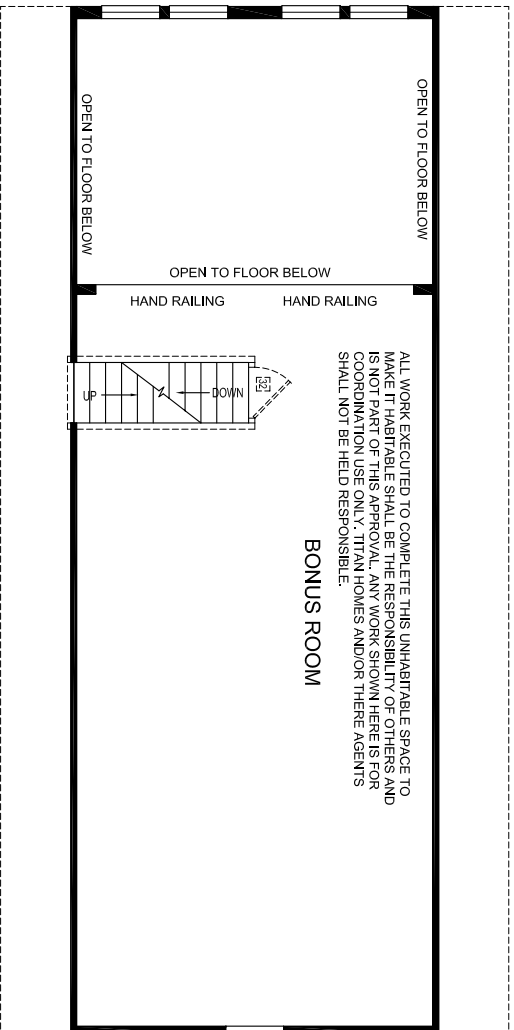 OPEN TO FLOOR BELOW
OPEN TO FLOOR BELOW
OPEN TO FLOOR BELOW
HAND RAILING
HAND RAILING
UP
DOWN
32
ALL WORK EXECUTED TO COMPLETE THIS UNHABITABLE SPACE TO
MAKE IT HABITABLE SHALL BE THE RESPONSIBILITY OF OTHERS AND
IS NOT PART OF THIS APPROVAL. ANY WORK SHOWN HERE IS FOR
COORDINATION USE ONLY. TITAN HOMES AND/OR THERE AGENTS
SHALL NOT BE HELD RESPONSIBLE.
BONUS ROOM